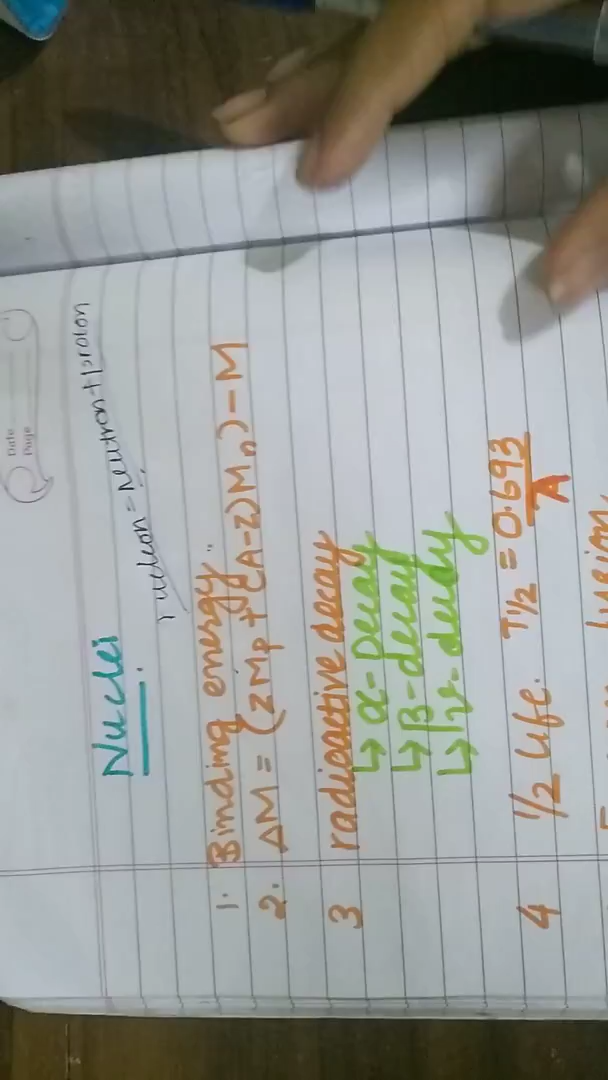 Date
Page
Nuclei
nucleon = Neutron + Proton
1. Binding energy.
2. ΔM = (ZMp + (A-Z)Mn) - M
3 radioactive decay
↳ α-Decay
↳ β-decay
↳ γ-decay
4 1/2 life. T1/2 = 0.693/λ